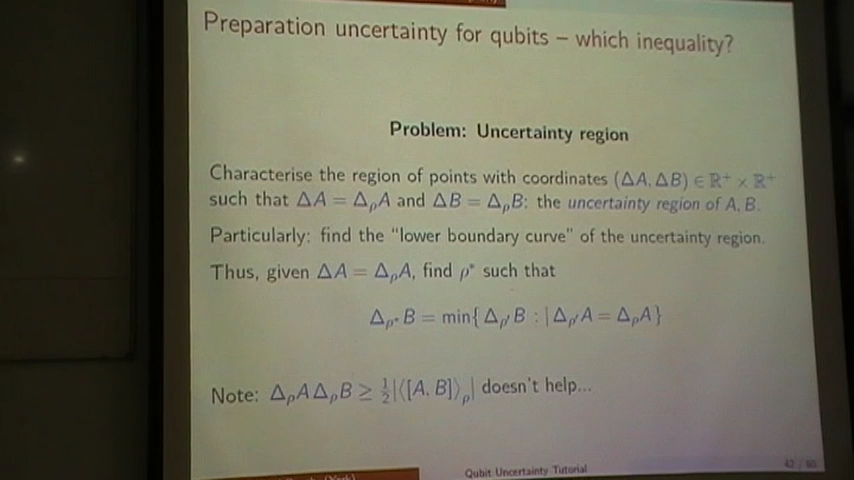 Preparation uncertainty for qubits – which inequality?
Problem: Uncertainty region
Characterise the region of points with coordinates (ΔA, ΔB) ∈ ℝ⁺ × ℝ⁺
such that ΔA = Δ_ρA and ΔB = Δ_ρB: the uncertainty region of A, B.
Particularly: find the “lower boundary curve” of the uncertainty region.
Thus, given ΔA = Δ_ρA, find ρ* such that
Δ_ρ*B = min{Δ_ρ′B : |Δ_ρ′A = Δ_ρA}
Note: Δ_ρAΔ_ρB ≥ ½|⟨[A, B]⟩_ρ| doesn't help...
Qubit Uncertainty Tutorial
42 / 80